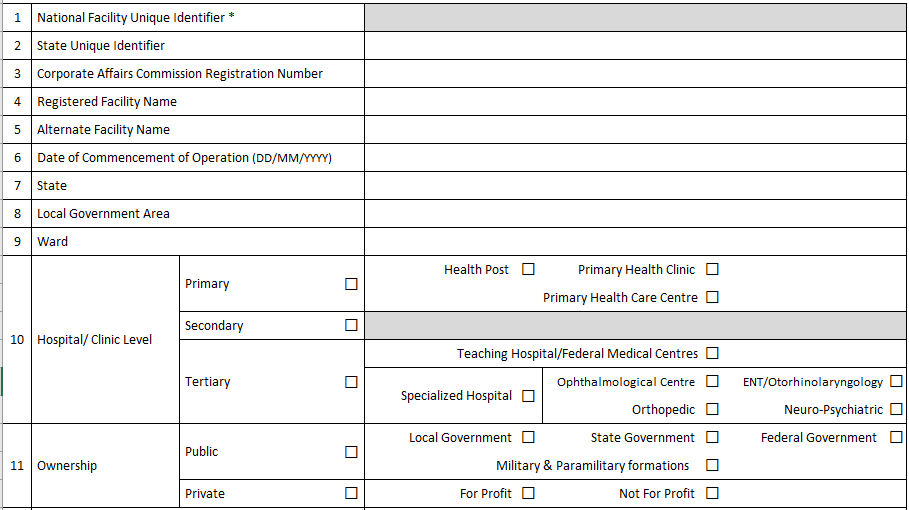 1 National Facility Unique Identifier *
2 State Unique Identifier
3 Corporate Affairs Commission Registration Number
4 Registered Facility Name
5 Alternate Facility Name
6 Date of Commencement of Operation (DD/MM/YYYY)
7 State
8 Local Government Area
9 Ward
10 Hospital/ Clinic Level
Primary ☐
Health Post ☐ Primary Health Clinic ☐
Primary Health Care Centre ☐
Secondary ☐
Tertiary ☐
Teaching Hospital/Federal Medical Centres ☐
Specialized Hospital ☐
Ophthalmological Centre ☐ ENT/Otorhinolaryngology ☐
Orthopedic ☐ Neuro-Psychiatric ☐
11 Ownership
Public ☐
Local Government ☐ State Government ☐ Federal Government ☐
Military & Paramilitary formations ☐
Private ☐ For Profit ☐ Not For Profit ☐